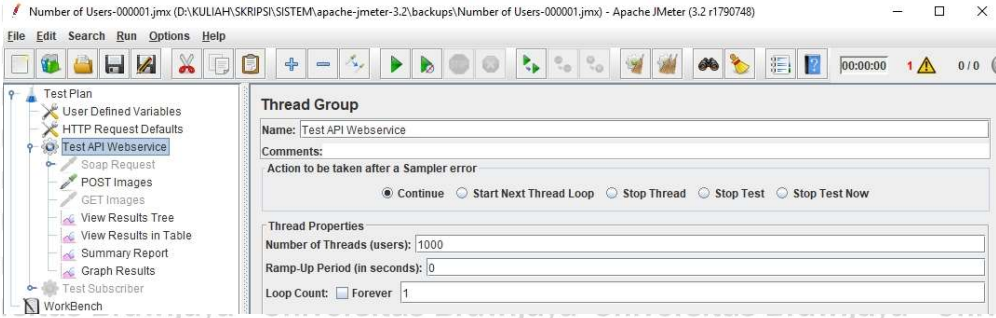 Number of Users-000001.jmx (D:\KULIAH\SKRIPSI\SISTEM\apache-jmeter-3.2\backups\Number of Users-000001.jmx) - Apache JMeter (3.2 r1790748)
File Edit Search Run Options Help
00:00:00 1 0 / 0
Test Plan
User Defined Variables
HTTP Request Defaults
Test API Webservice
Soap Request
POST Images
GET Images
View Results Tree
View Results in Table
Summary Report
Graph Results
Test Subscriber
WorkBench
Thread Group
Name: Test API Webservice
Comments:
Action to be taken after a Sampler error
Continue Start Next Thread Loop Stop Thread Stop Test Stop Test Now
Thread Properties
Number of Threads (users): 1000
Ramp-Up Period (in seconds): 0
Loop Count: Forever 1